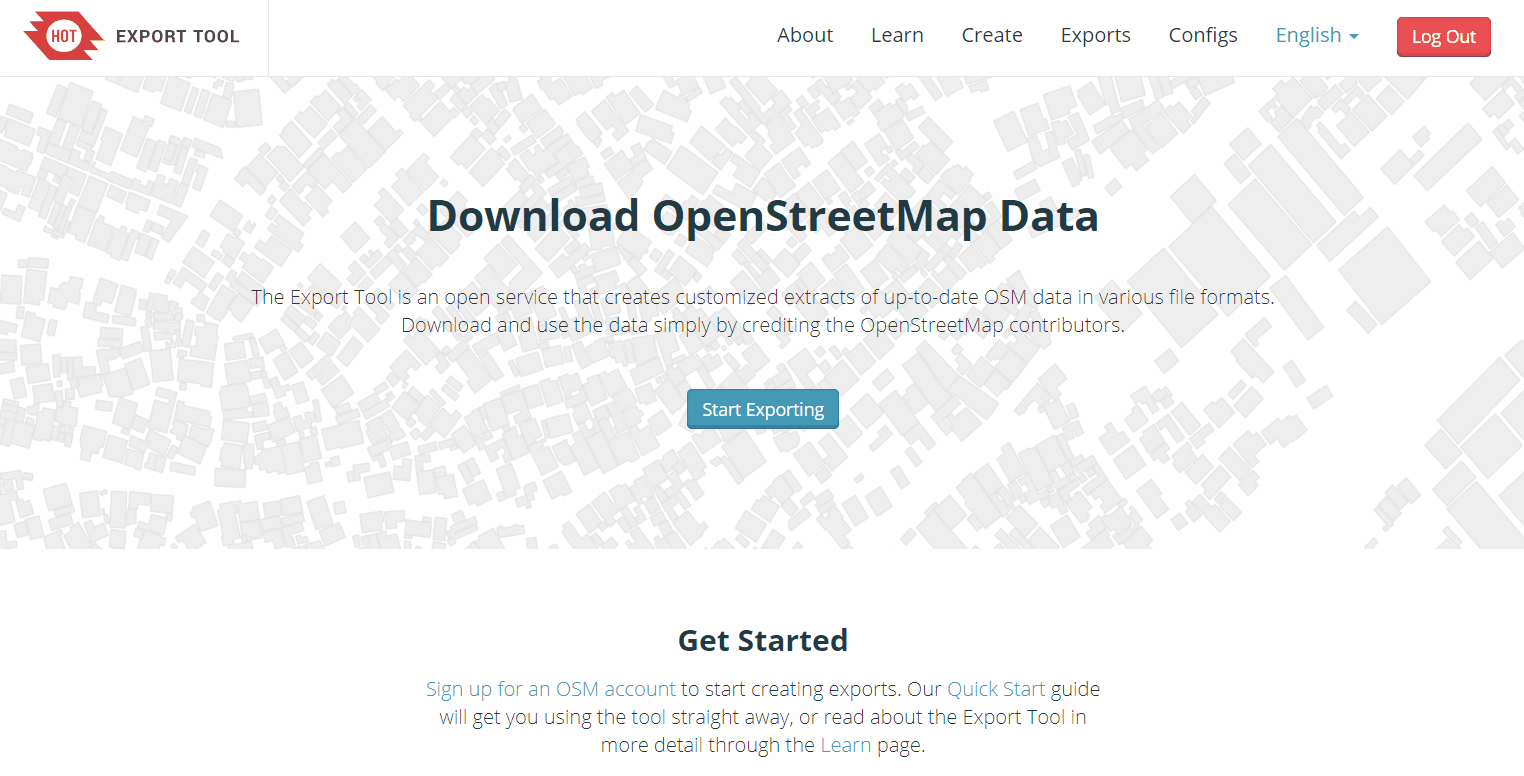 HOT EXPORT TOOL About Learn Create Exports Configs English Log Out
Download OpenStreetMap Data
The Export Tool is an open service that creates customized extracts of up-to-date OSM data in various file formats.
Download and use the data simply by crediting the OpenStreetMap contributors.
Start Exporting
Get Started
Sign up for an OSM account to start creating exports. Our Quick Start guide
will get you using the tool straight away, or read about the Export Tool in
more detail through the Learn page.